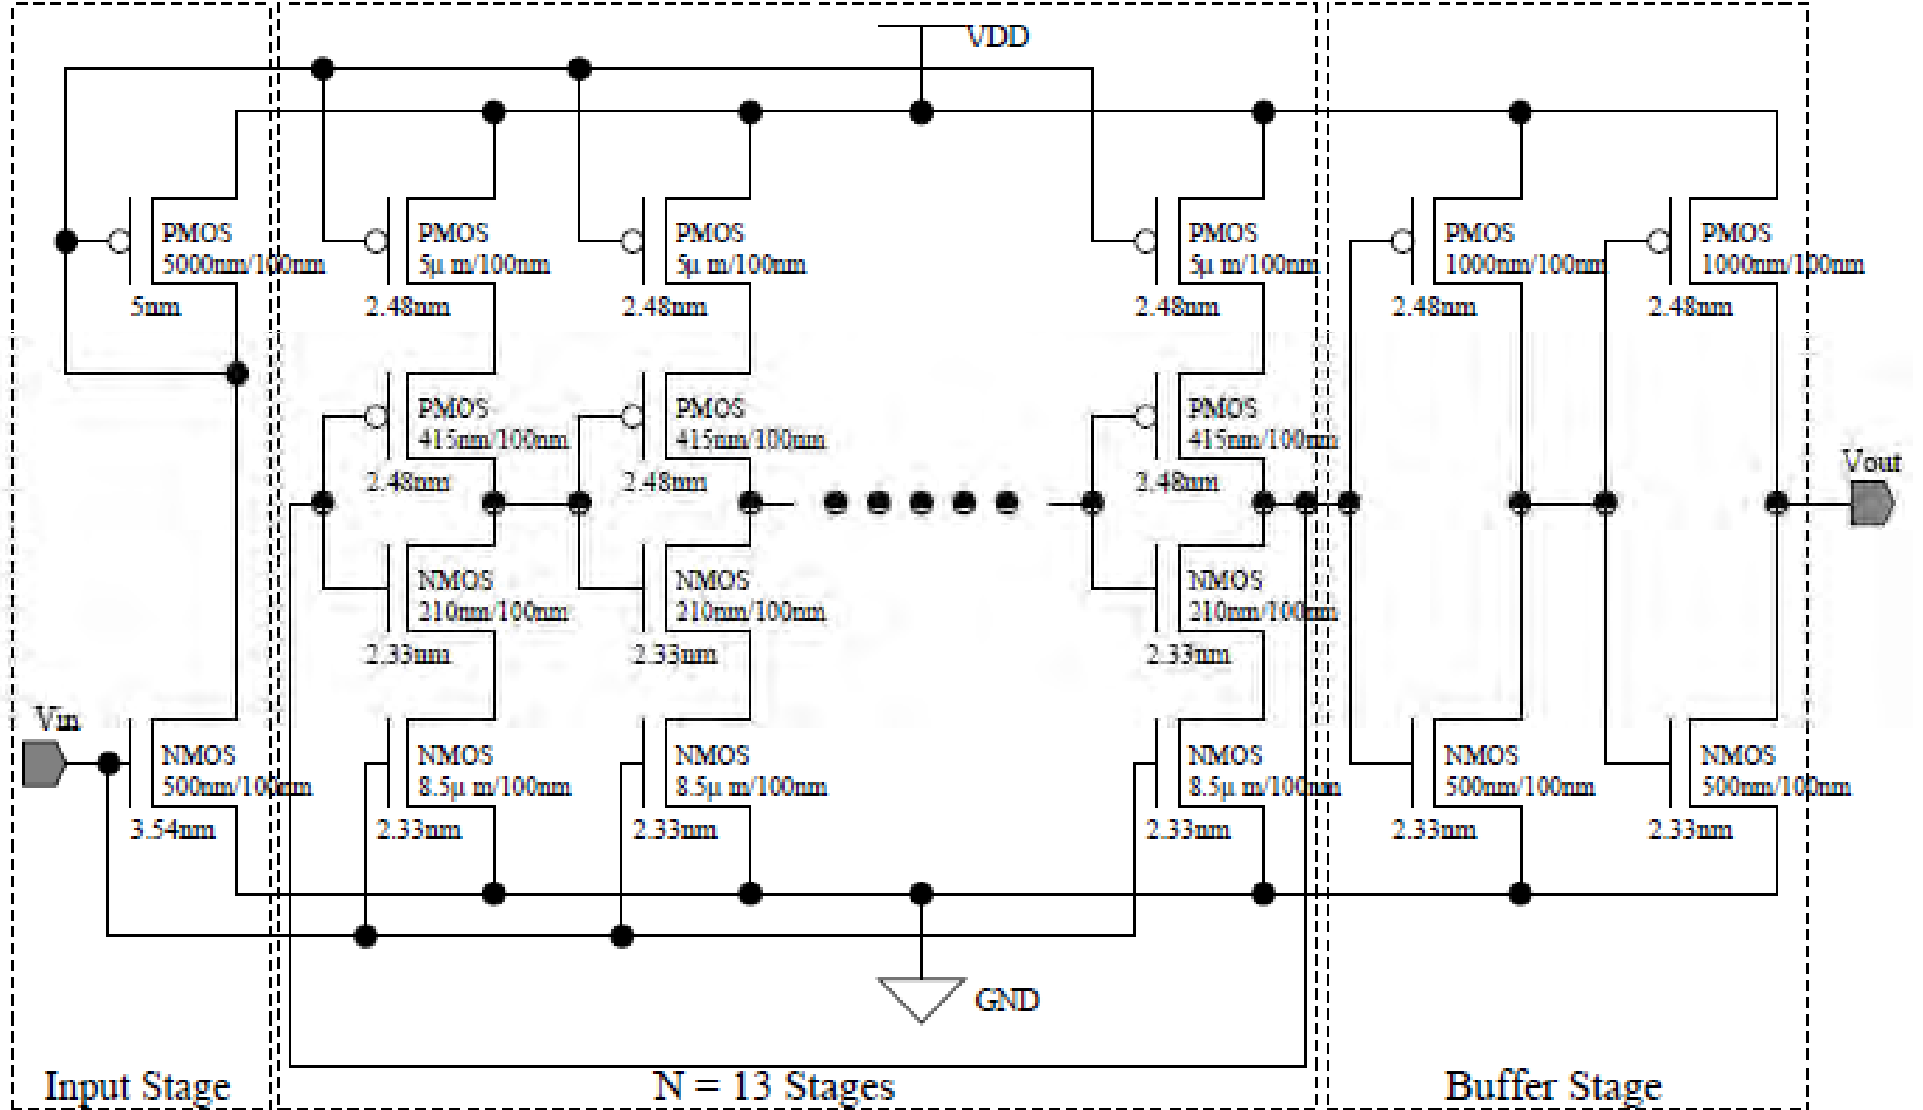 VDD
PMOS
5000nm/100nm
5nm
PMOS
5µ m/100nm
2.48nm
PMOS
5µ m/100nm
2.48nm
PMOS
5µ m/100nm
2.48nm
PMOS
1000nm/100nm
2.48nm
PMOS
1000nm/100nm
2.48nm
PMOS
415nm/100nm
2.48nm
PMOS
415nm/100nm
2.48nm
PMOS
415nm/100nm
2.48nm
Vout
NMOS
210nm/100nm
2.33nm
NMOS
210nm/100nm
2.33nm
NMOS
210nm/100nm
2.33nm
Vin
NMOS
500nm/100nm
3.54nm
NMOS
8.5µ m/100nm
2.33nm
NMOS
8.5µ m/100nm
2.33nm
NMOS
8.5µ m/100nm
2.33nm
NMOS
500nm/100nm
2.33nm
NMOS
500nm/100nm
2.33nm
GND
Input Stage
N = 13 Stages
Buffer Stage